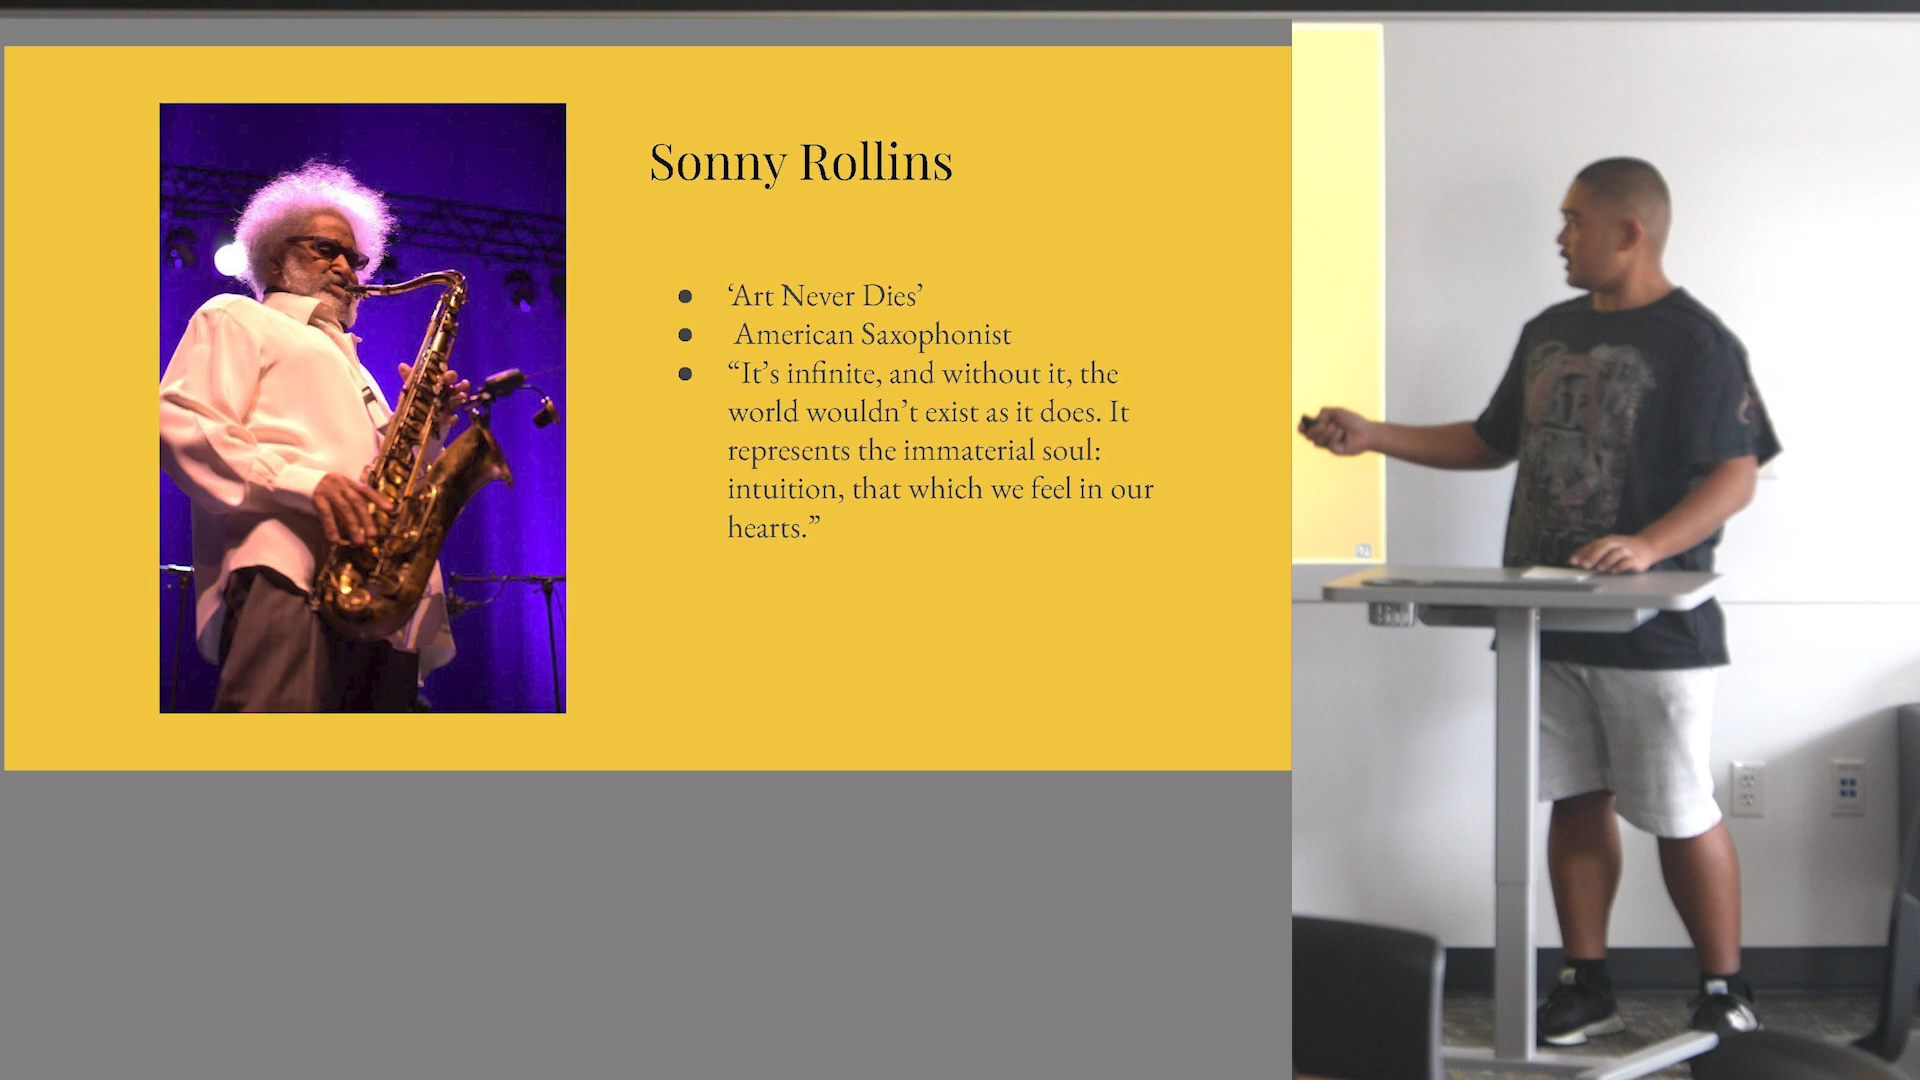 Sonny Rollins
● ‘Art Never Dies’
● American Saxophonist
● “It’s infinite, and without it, the
world wouldn’t exist as it does. It
represents the immaterial soul:
intuition, that which we feel in our
hearts.”